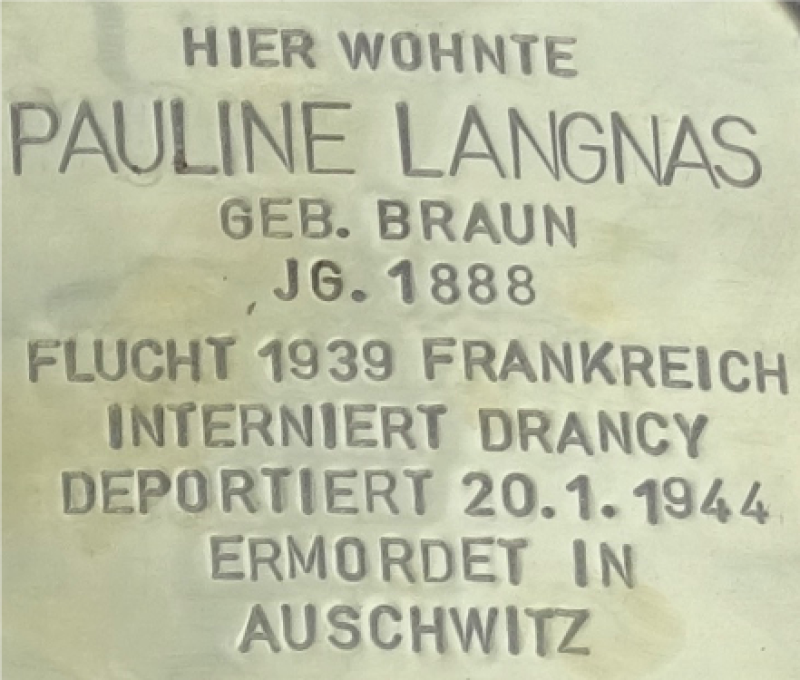 HIER WOHNTE
PAULINE LANGNAS
GEB. BRAUN
JG. 1888
FLUCHT 1939 FRANKREICH
INTERNIERT DRANCY
DEPORTIERT 20.1.1944
ERMORDET IN
AUSCHWITZ